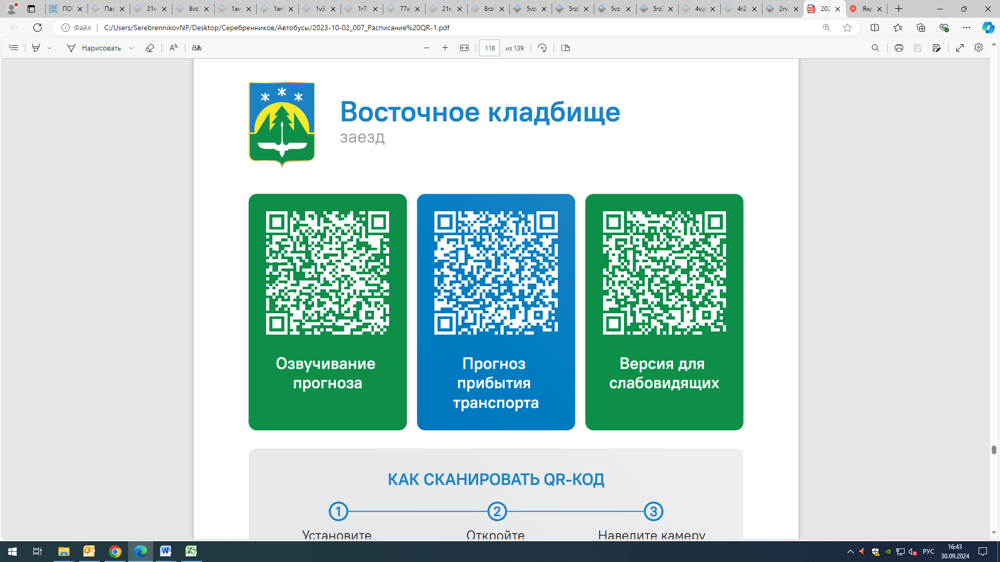 ПО
Пас
21v.
8vz
1av
1ar
1v3.
1r7.
77a
21r.
8rz
5vz
5rz
5vz
5rz
4v.p
4r2.
2rv
202
Янд
Файл
C:/Users/SerebrennikovNP/Desktop/Серебренников/Автобусы/2023-10-02_007_Расписание%20QR-1.pdf
Нарисовать
118 из 139
Восточное кладбище
заезд
Озвучивание
прогноза
Прогноз
прибытия
транспорта
Версия для
слабовидящих
КАК СКАНИРОВАТЬ QR-КОД
1
2
3
Установите
Откройте
Наведите камеру
РУС
16:43
30.09.2024